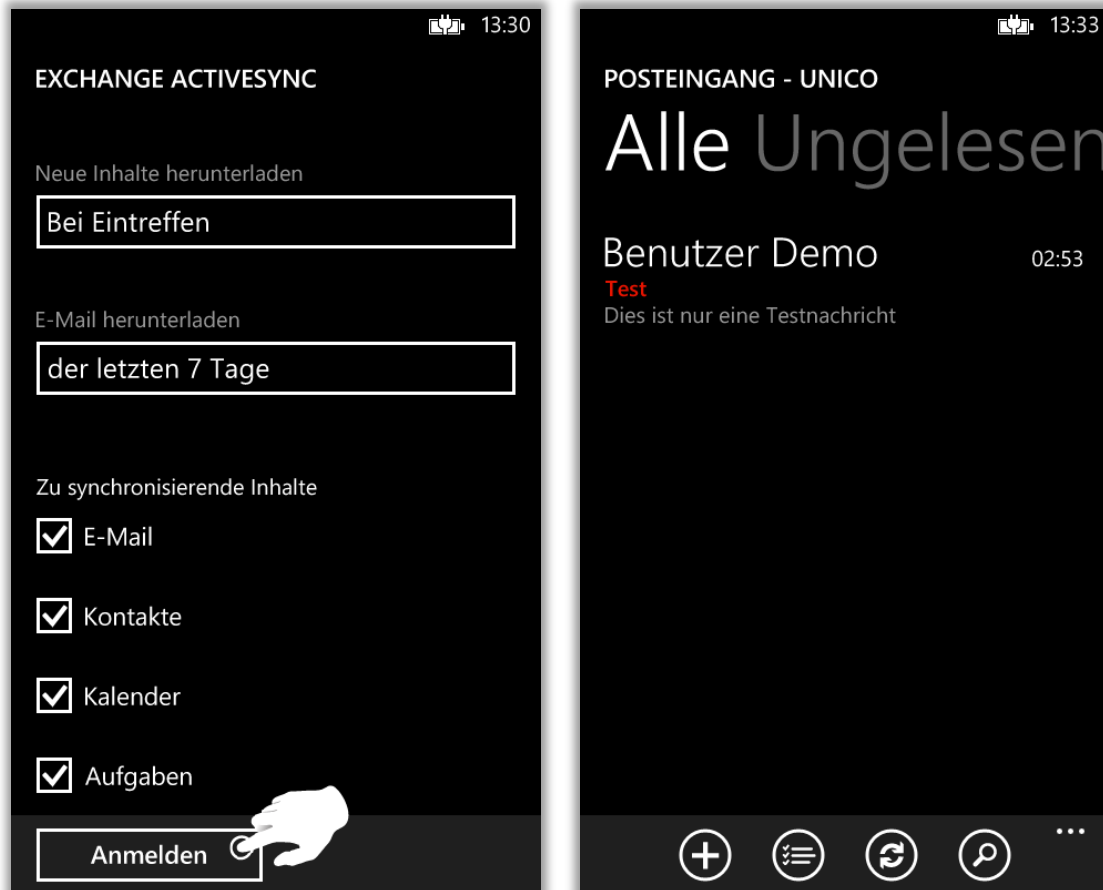 13:30
EXCHANGE ACTIVESYNC
Neue Inhalte herunterladen
Bei Eintreffen
E-Mail herunterladen
der letzten 7 Tage
Zu synchronisierende Inhalte
E-Mail
Kontakte
Kalender
Aufgaben
Anmelden
13:33
POSTEINGANG - UNICO
Alle Ungelesen
Benutzer Demo 02:53
Test
Dies ist nur eine Testnachricht